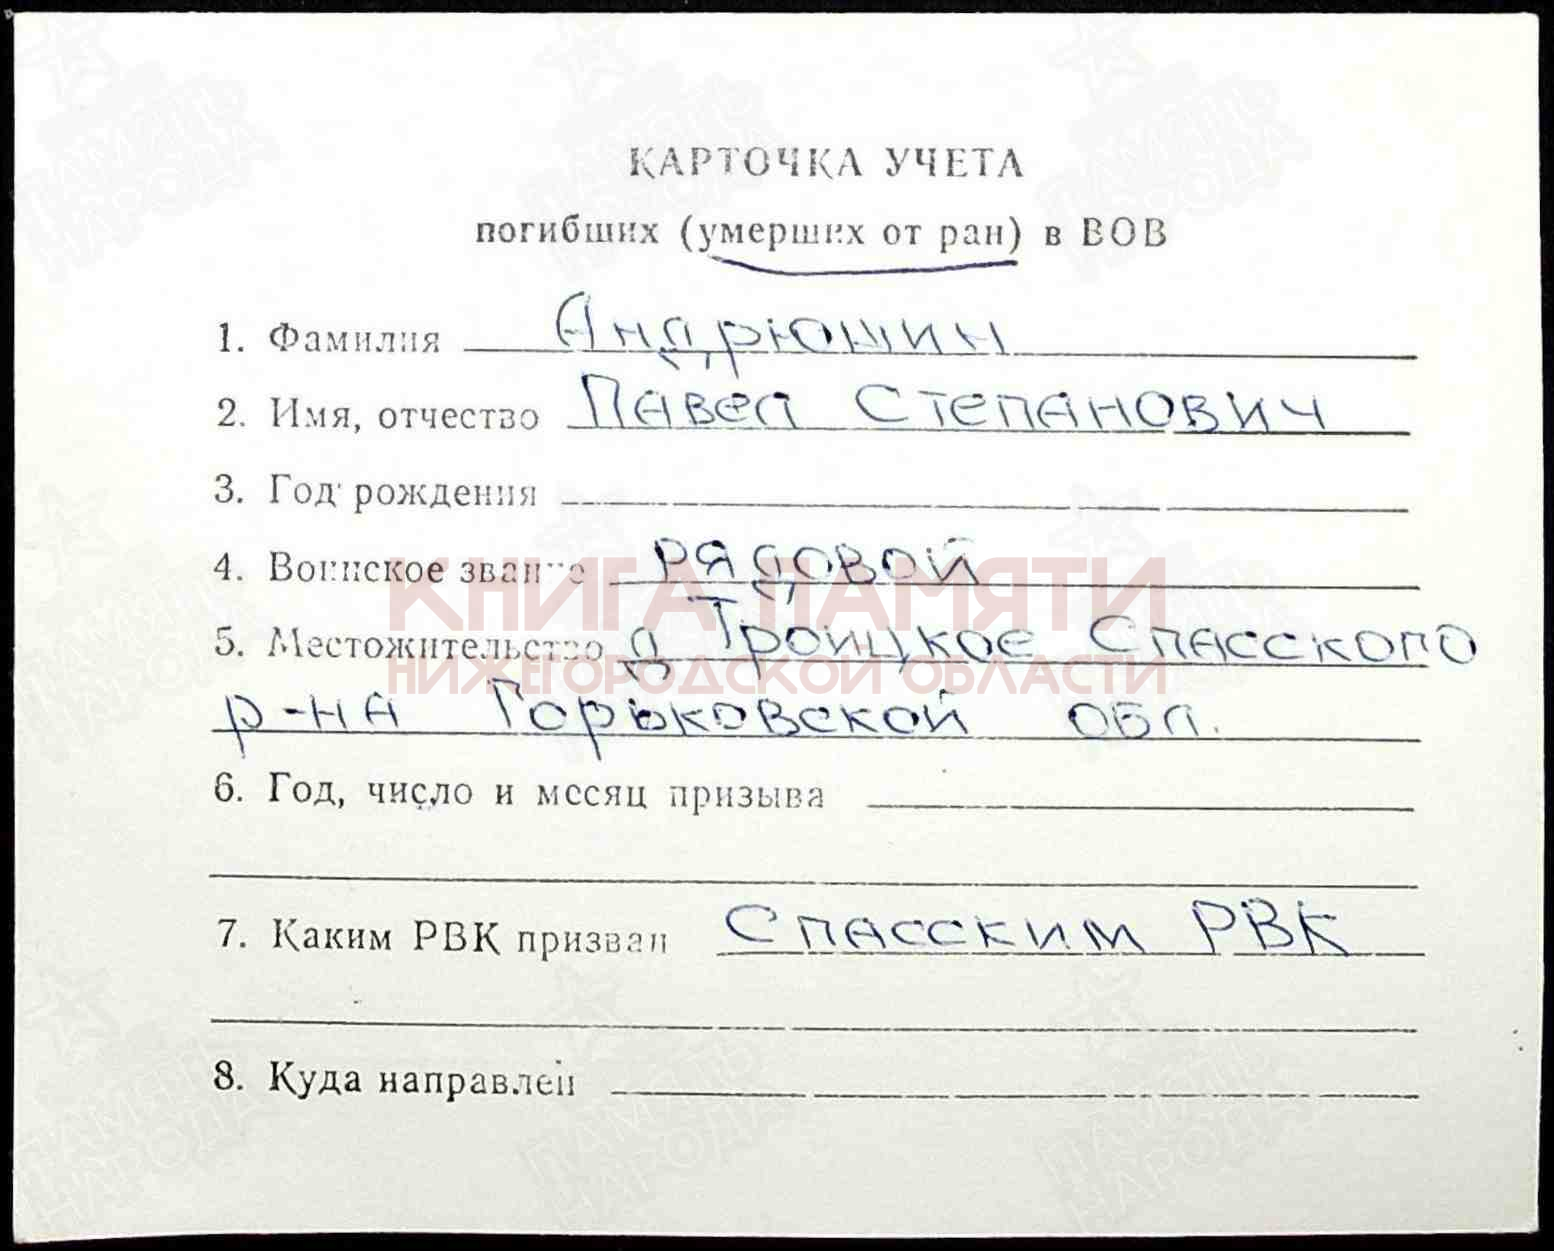 КАРТОЧКА УЧЕТА
погибших (умерших от ран) в ВОВ
1. Фамилия Андрюшин
2. Имя, отчество Павел Степанович
3. Год рождения
4. Воинское звание рядовой
КНИГА ПАМЯТИ
5. Местожительство д Троицкое Спасского
НИЖЕГОРОДСКОЙ ОБЛАСТИ
р-на Горьковской обл.
6. Год, число и месяц призыва
7. Каким РВК призван Спасским РВК
8. Куда направлен
ПАМЯТЬ НАРОДА